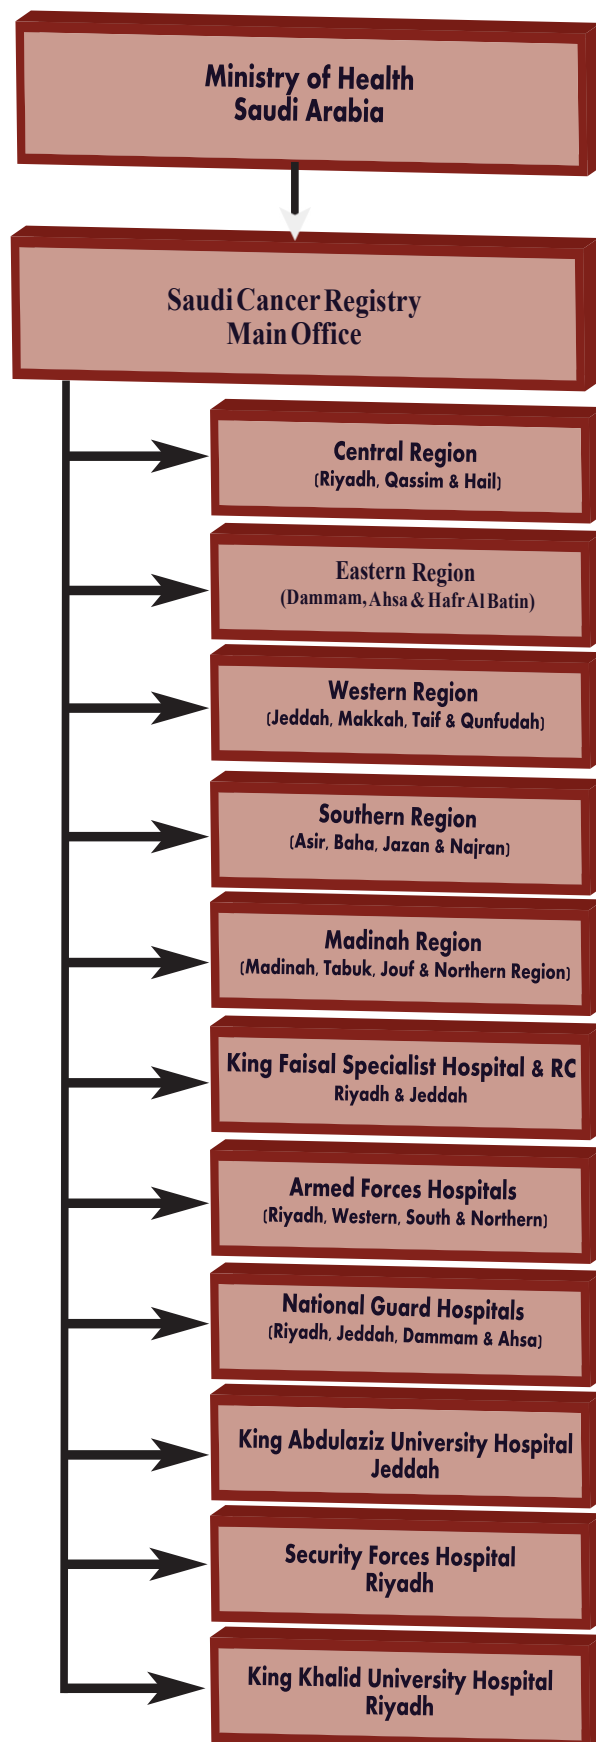 Ministry of Health
Saudi Arabia
Saudi Cancer Registry
Main Office
Central Region
(Riyadh, Qassim & Hail)
Eastern Region
(Dammam, Ahsa & Hafr Al Batin)
Western Region
(Jeddah, Makkah, Taif & Qunfudah)
Southern Region
(Asir, Baha, Jazan & Najran)
Madinah Region
(Madinah, Tabuk, Jouf & Northern Region)
King Faisal Specialist Hospital & RC
Riyadh & Jeddah
Armed Forces Hospitals
(Riyadh, Western, South & Northern)
National Guard Hospitals
(Riyadh, Jeddah, Dammam & Ahsa)
King Abdulaziz University Hospital
Jeddah
Security Forces Hospital
Riyadh
King Khalid University Hospital
Riyadh